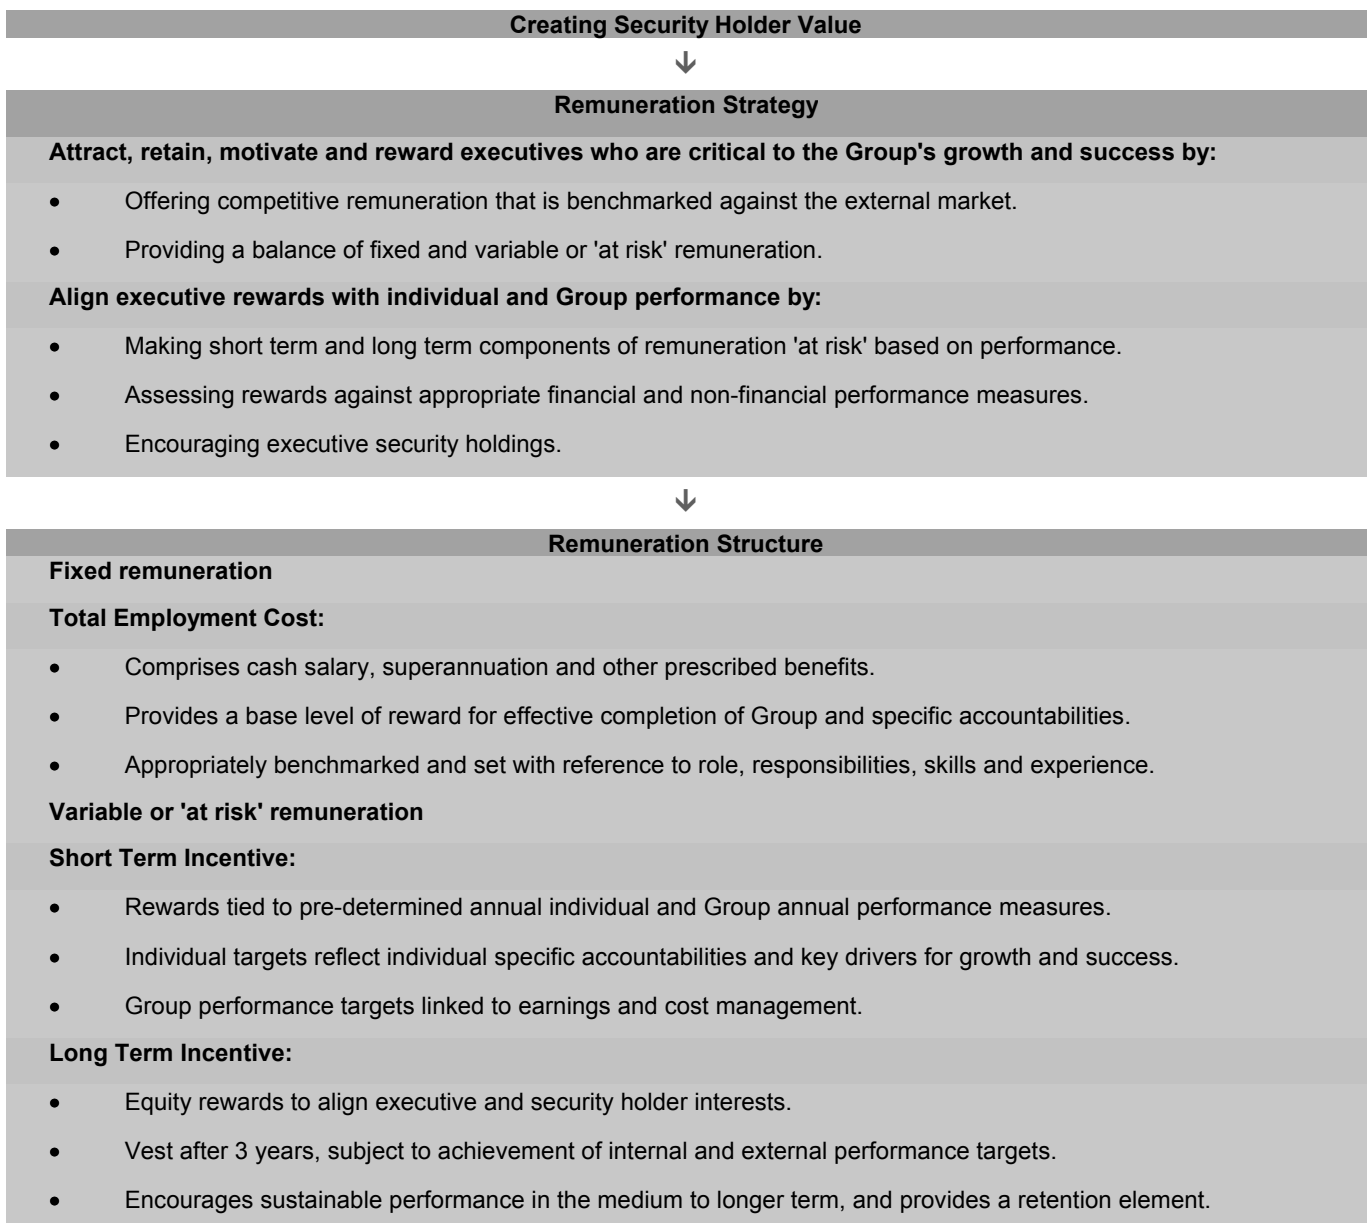 Creating Security Holder Value
↓
Remuneration Strategy
Attract, retain, motivate and reward executives who are critical to the Group's growth and success by:
• Offering competitive remuneration that is benchmarked against the external market.
• Providing a balance of fixed and variable or 'at risk' remuneration.
Align executive rewards with individual and Group performance by:
• Making short term and long term components of remuneration 'at risk' based on performance.
• Assessing rewards against appropriate financial and non-financial performance measures.
• Encouraging executive security holdings.
↓
Remuneration Structure
Fixed remuneration
Total Employment Cost:
• Comprises cash salary, superannuation and other prescribed benefits.
• Provides a base level of reward for effective completion of Group and specific accountabilities.
• Appropriately benchmarked and set with reference to role, responsibilities, skills and experience.
Variable or 'at risk' remuneration
Short Term Incentive:
• Rewards tied to pre-determined annual individual and Group annual performance measures.
• Individual targets reflect individual specific accountabilities and key drivers for growth and success.
• Group performance targets linked to earnings and cost management.
Long Term Incentive:
• Equity rewards to align executive and security holder interests.
• Vest after 3 years, subject to achievement of internal and external performance targets.
• Encourages sustainable performance in the medium to longer term, and provides a retention element.